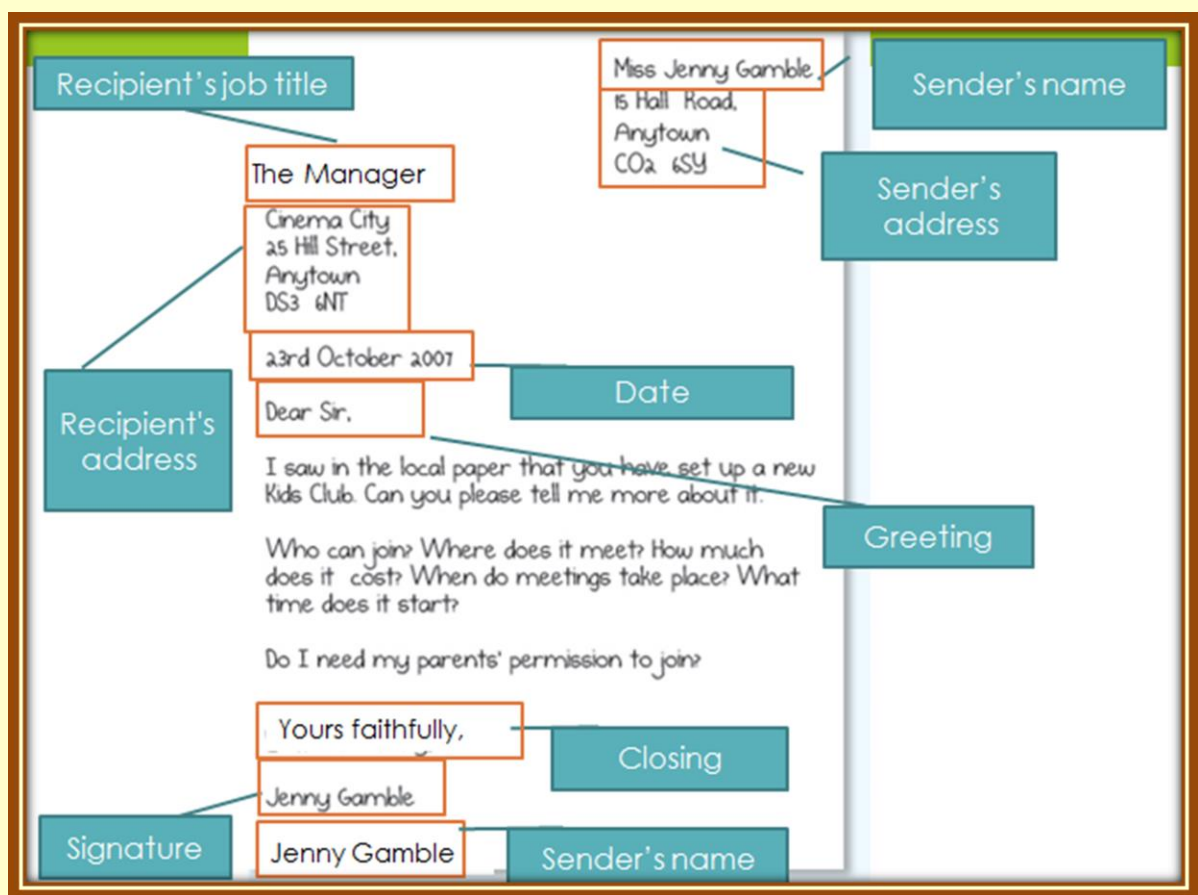 Recipient's job title
Miss Jenny Gamble
Sender's name
15 Hall Road,
Anytown
CO2 6SY
Sender's
address
The Manager
Cinema City
25 Hill Street,
Anytown
DS3 6NT
Recipient's
address
23rd October 2007
Date
Dear Sir,
Greeting
I saw in the local paper that you have set up a new
Kids Club. Can you please tell me more about it.
Who can join? Where does it meet? How much
does it cost? When do meetings take place? What
time does it start?
Do I need my parents' permission to join?
Yours faithfully,
Closing
Jenny Gamble
Signature
Jenny Gamble
Sender's name